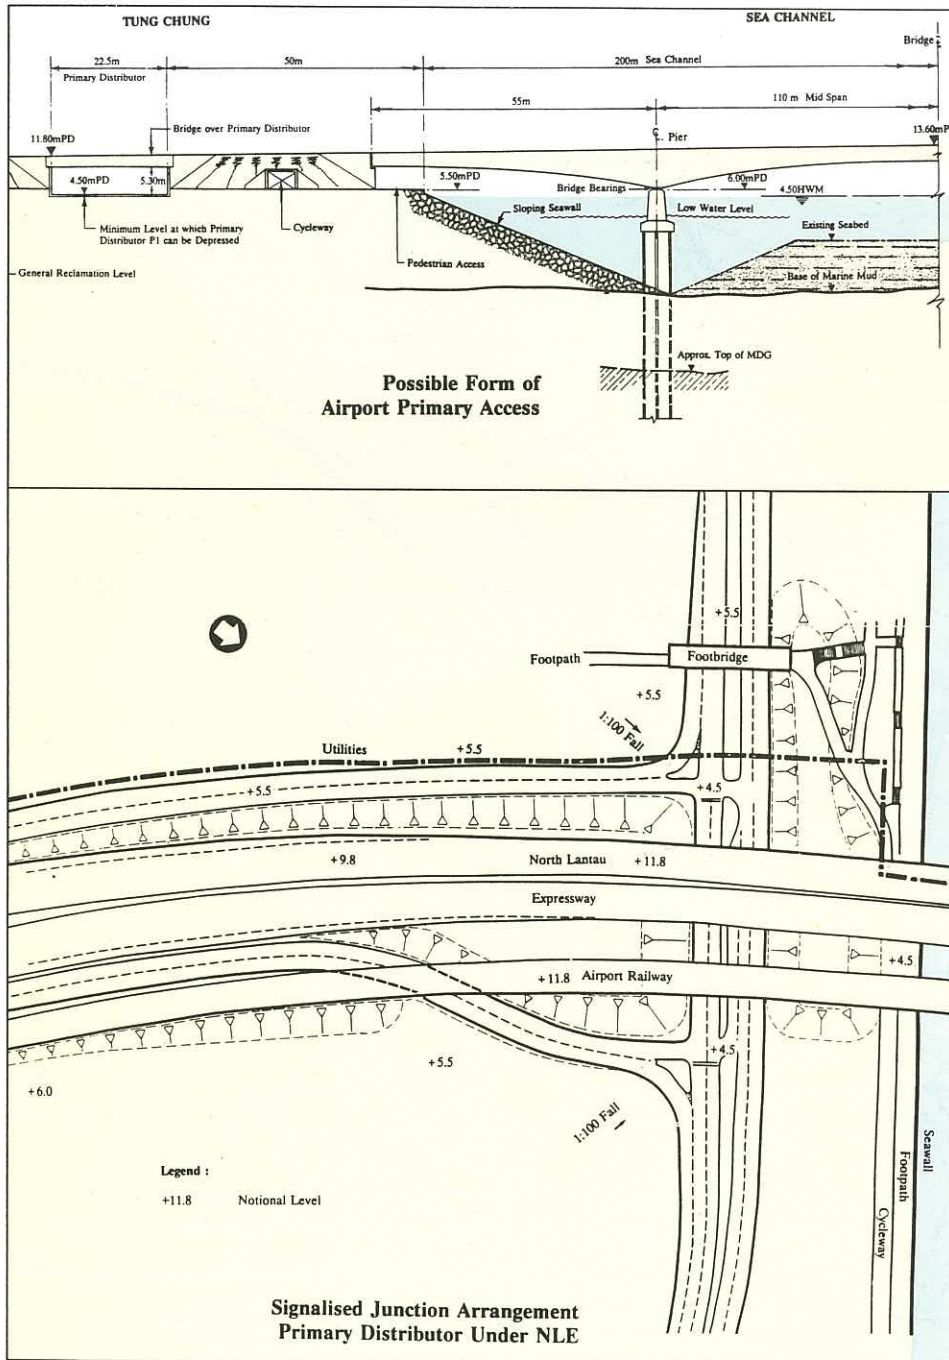 TUNG CHUNG
SEA CHANNEL
Bridge ℄
22.5m
50m
200m Sea Channel
Primary Distributor
55m
110 m Mid Span
11.80mPD
Bridge over Primary Distributor
℄ Pier
13.60mP
4.50mPD
5.30m
5.50mPD
Bridge Bearings
6.00mPD
4.50HWM
Sloping Seawall
Low Water Level
Minimum Level at which Primary
Distributor P1 can be Depressed
Cycleway
Existing Seabed
Pedestrian Access
General Reclamation Level
Base of Marine Mud
Approx. Top of MDG
Possible Form of
Airport Primary Access
+5.5
Footpath
Footbridge
+5.5
1:100 Fall
Utilities
+5.5
+5.5
+4.5
+9.8
North Lantau
+11.8
Expressway
+4.5
+11.8
Airport Railway
+4.5
+5.5
+6.0
1:100 Fall
Seawall
Footpath
Cycleway
Legend :
+11.8 Notional Level
Signalised Junction Arrangement
Primary Distributor Under NLE